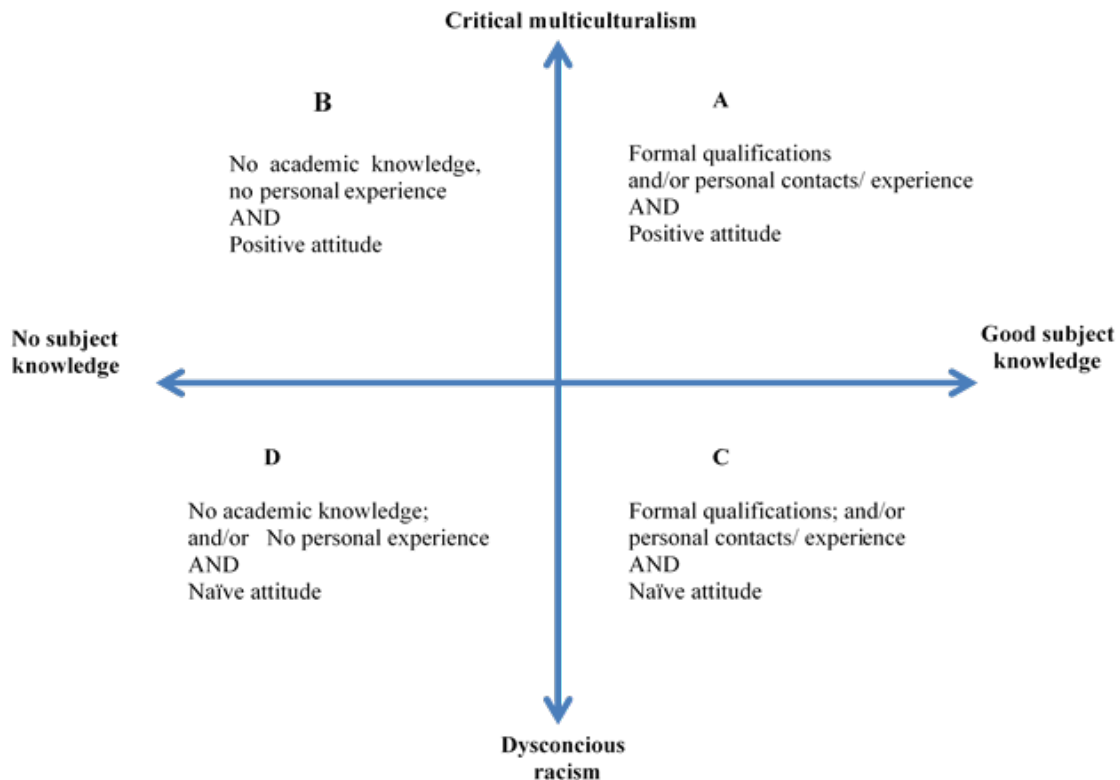 Critical multiculturalism
B
No academic knowledge,
no personal experience
AND
Positive attitude
A
Formal qualifications
and/or personal contacts/ experience
AND
Positive attitude
No subject
knowledge
Good subject
knowledge
D
No academic knowledge;
and/or No personal experience
AND
Naïve attitude
C
Formal qualifications; and/or
personal contacts/ experience
AND
Naïve attitude
Dysconcious
racism